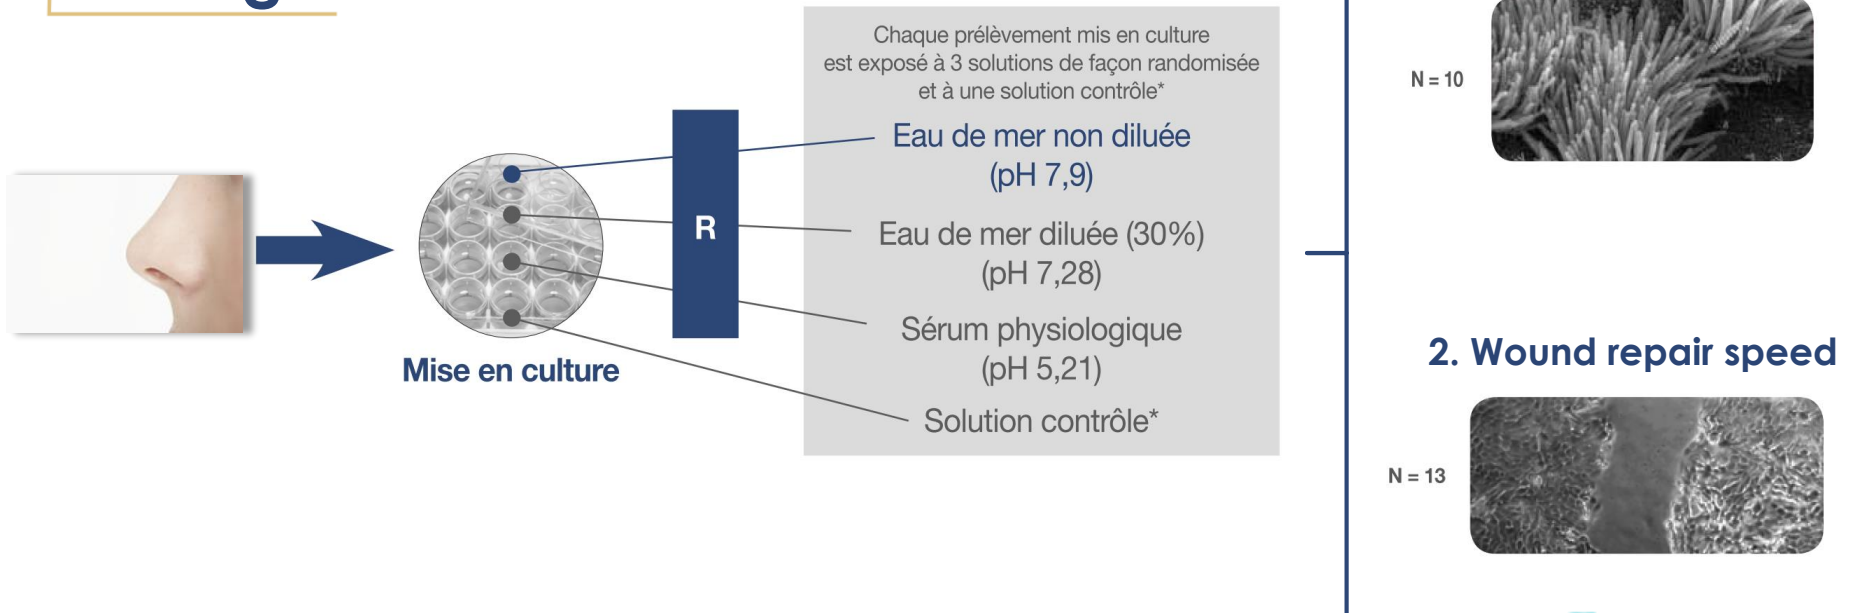 Chaque prélèvement mis en culture
est exposé à 3 solutions de façon randomisée
et à une solution contrôle*
Eau de mer non diluée
(pH 7,9)
R
Eau de mer diluée (30%)
(pH 7,28)
Sérum physiologique
(pH 5,21)
Solution contrôle*
Mise en culture
N = 10
2. Wound repair speed
N = 13